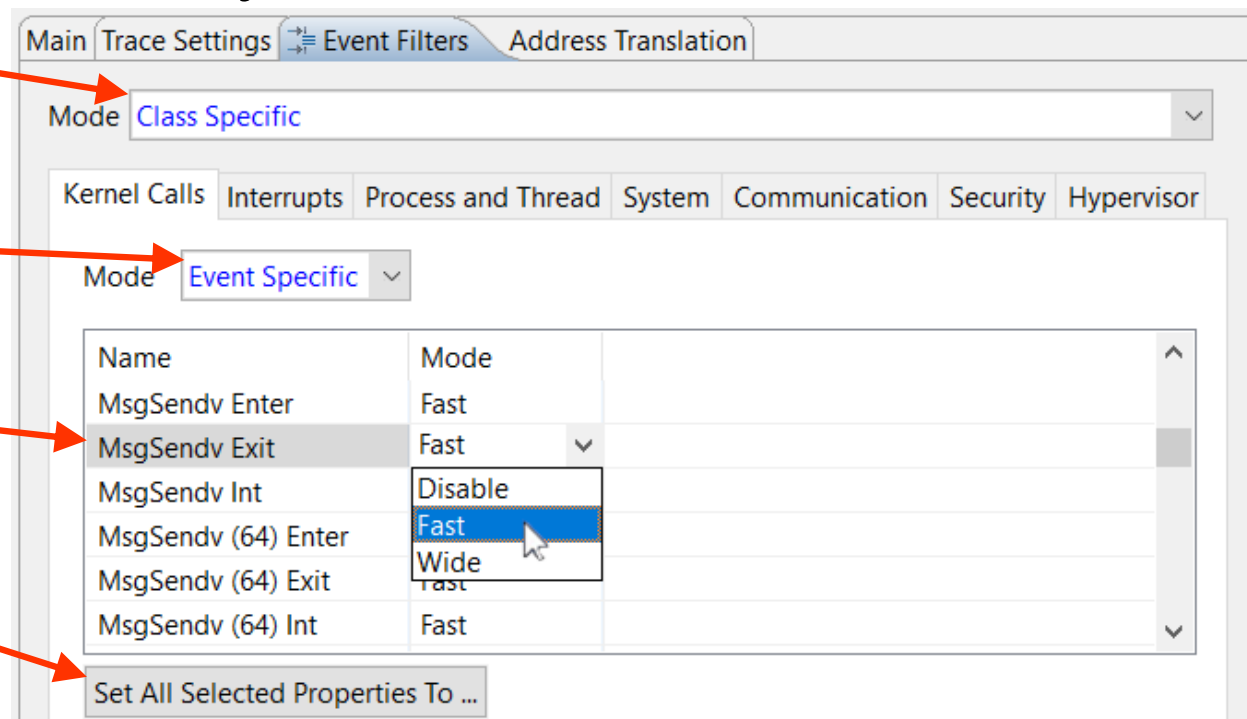 Main Trace Settings Event Filters Address Translation
Mode Class Specific
Kernel Calls Interrupts Process and Thread System Communication Security Hypervisor
Mode Event Specific
Name Mode
MsgSendv Enter Fast
MsgSendv Exit Fast
MsgSendv Int Disable
Fast
MsgSendv (64) Enter
Wide
MsgSendv (64) Exit Fast
MsgSendv (64) Int Fast
Set All Selected Properties To ...